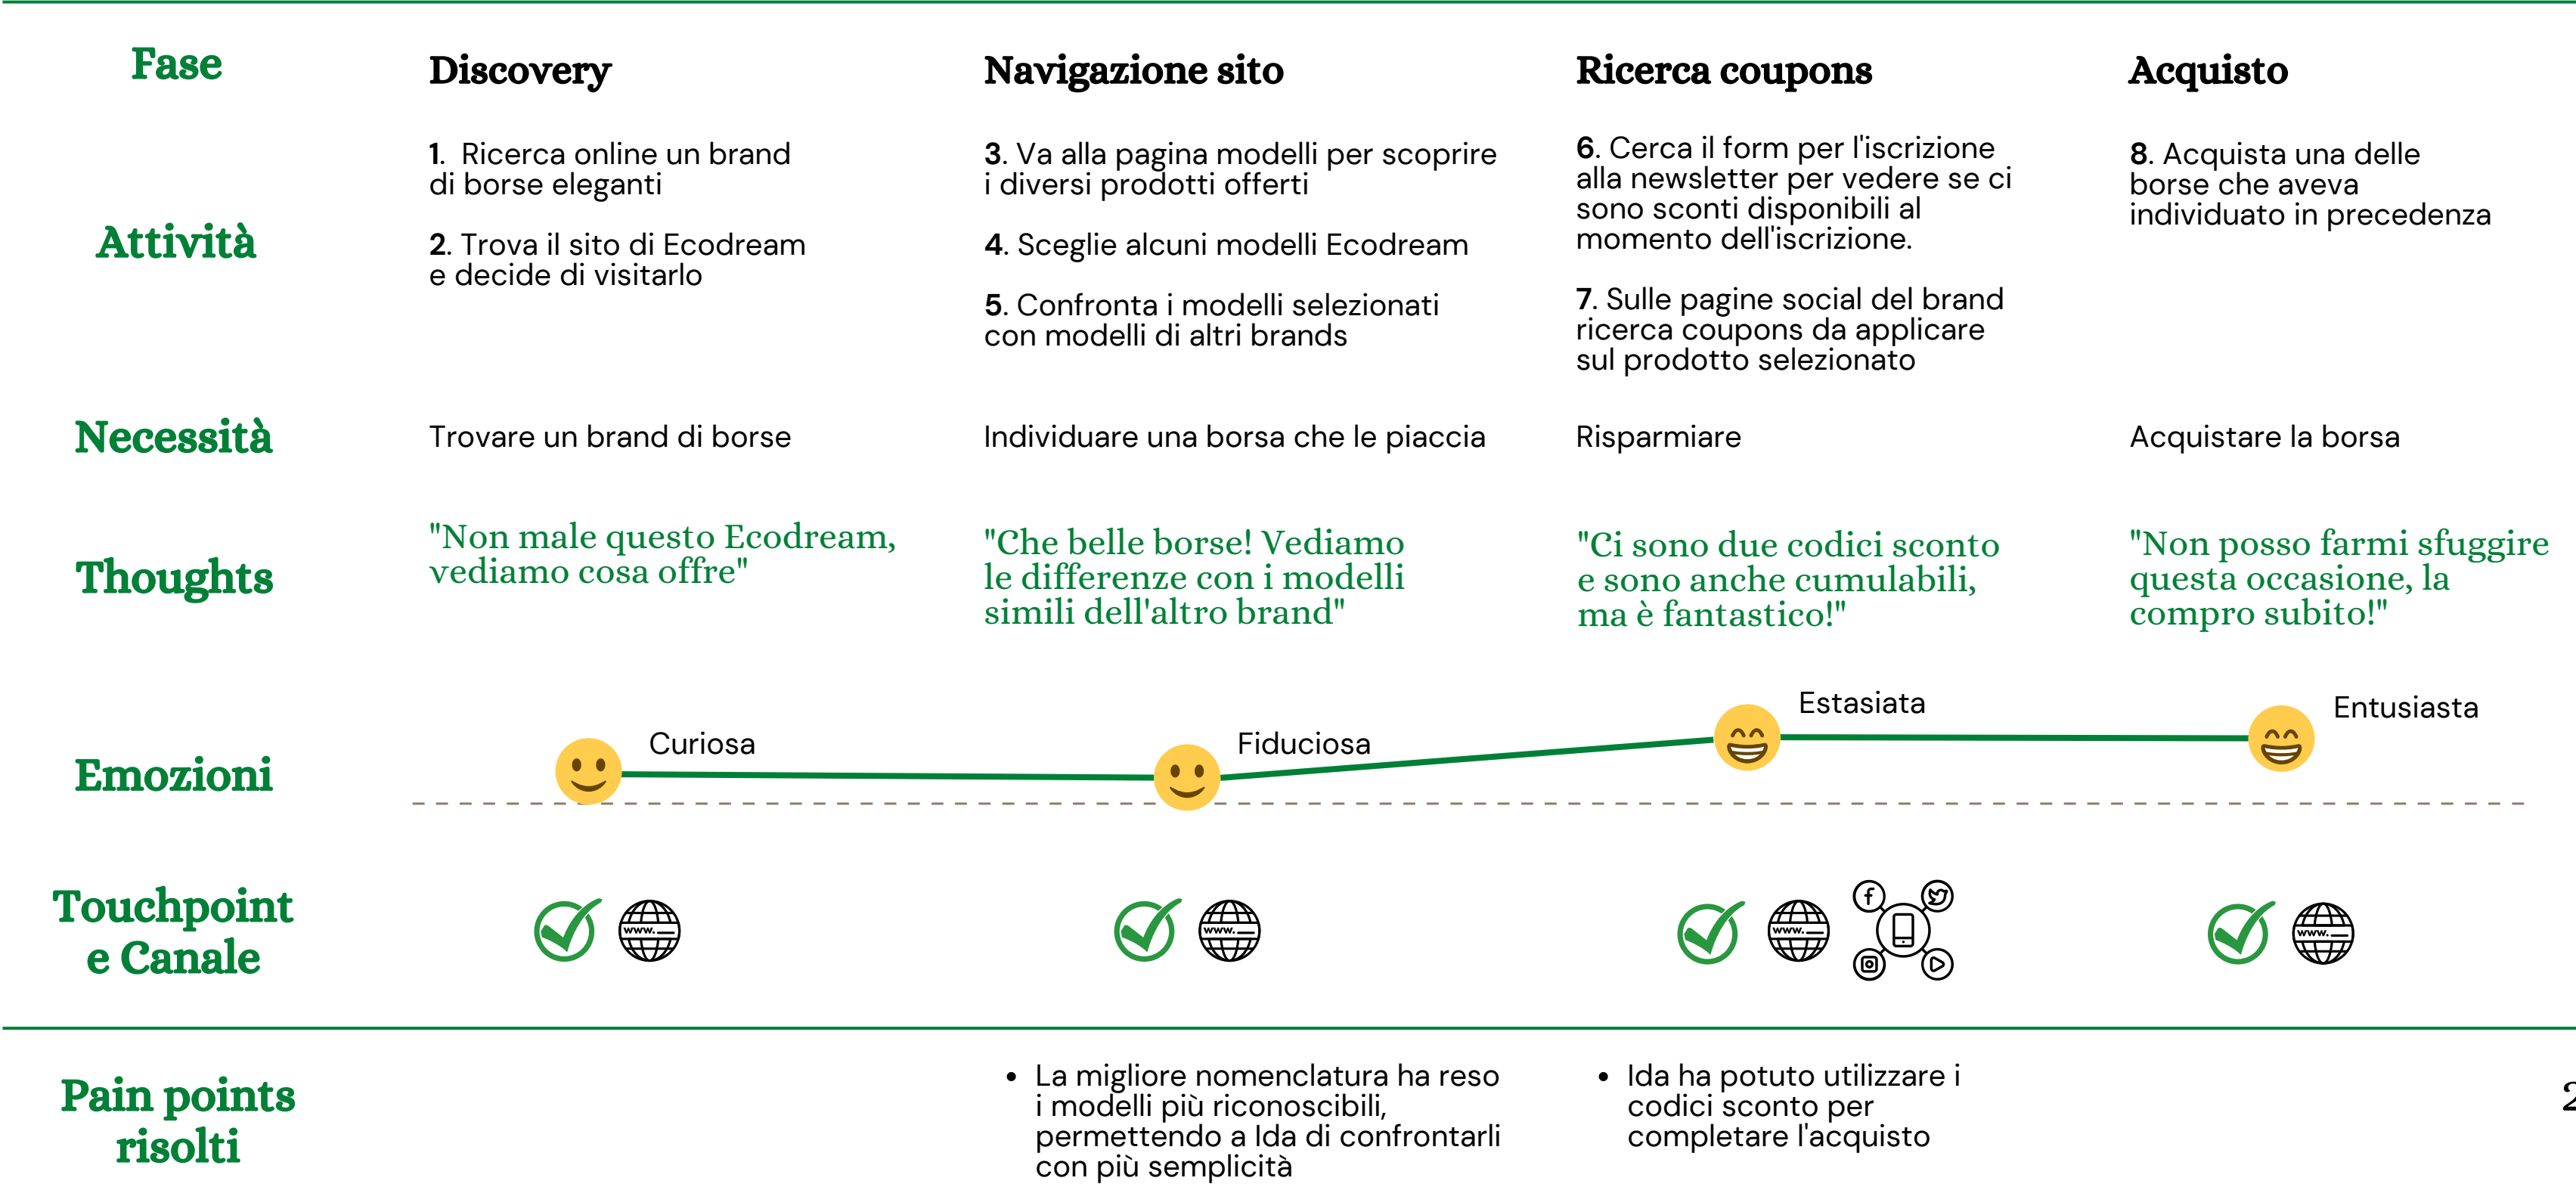 Fase
Discovery
Navigazione sito
Ricerca coupons
Acquisto
Attività
1. Ricerca online un brand
di borse eleganti
2. Trova il sito di Ecodream
e decide di visitarlo
3. Va alla pagina modelli per scoprire
i diversi prodotti offerti
4. Sceglie alcuni modelli Ecodream
5. Confronta i modelli selezionati
con modelli di altri brands
6. Cerca il form per l'iscrizione
alla newsletter per vedere se ci
sono sconti disponibili al
momento dell'iscrizione.
7. Sulle pagine social del brand
ricerca coupons da applicare
sul prodotto selezionato
8. Acquista una delle
borse che aveva
individuato in precedenza
Necessità
Trovare un brand di borse
Individuare una borsa che le piaccia
Risparmiare
Acquistare la borsa
Thoughts
"Non male questo Ecodream,
vediamo cosa offre"
"Che belle borse! Vediamo
le differenze con i modelli
simili dell'altro brand"
"Ci sono due codici sconto
e sono anche cumulabili,
ma è fantastico!"
"Non posso farmi sfuggire
questa occasione, la
compro subito!"
Emozioni
Curiosa
Fiduciosa
Estasiata
Entusiasta
Touchpoint
e Canale
www.
www.
www.
www.
Pain points
risolti
• La migliore nomenclatura ha reso
i modelli più riconoscibili,
permettendo a Ida di confrontarli
con più semplicità
• Ida ha potuto utilizzare i
codici sconto per
completare l'acquisto
2